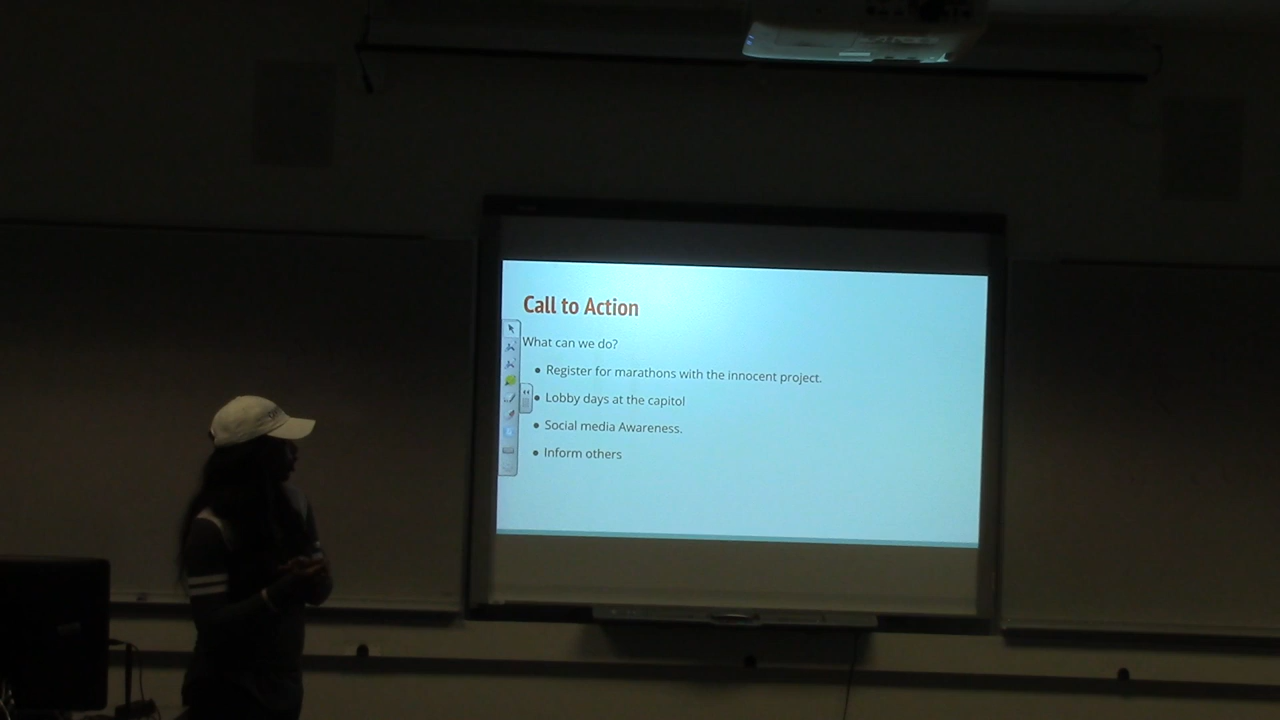 Call to Action
What can we do?
● Register for marathons with the innocent project.
● Lobby days at the capitol
● Social media Awareness.
● Inform others